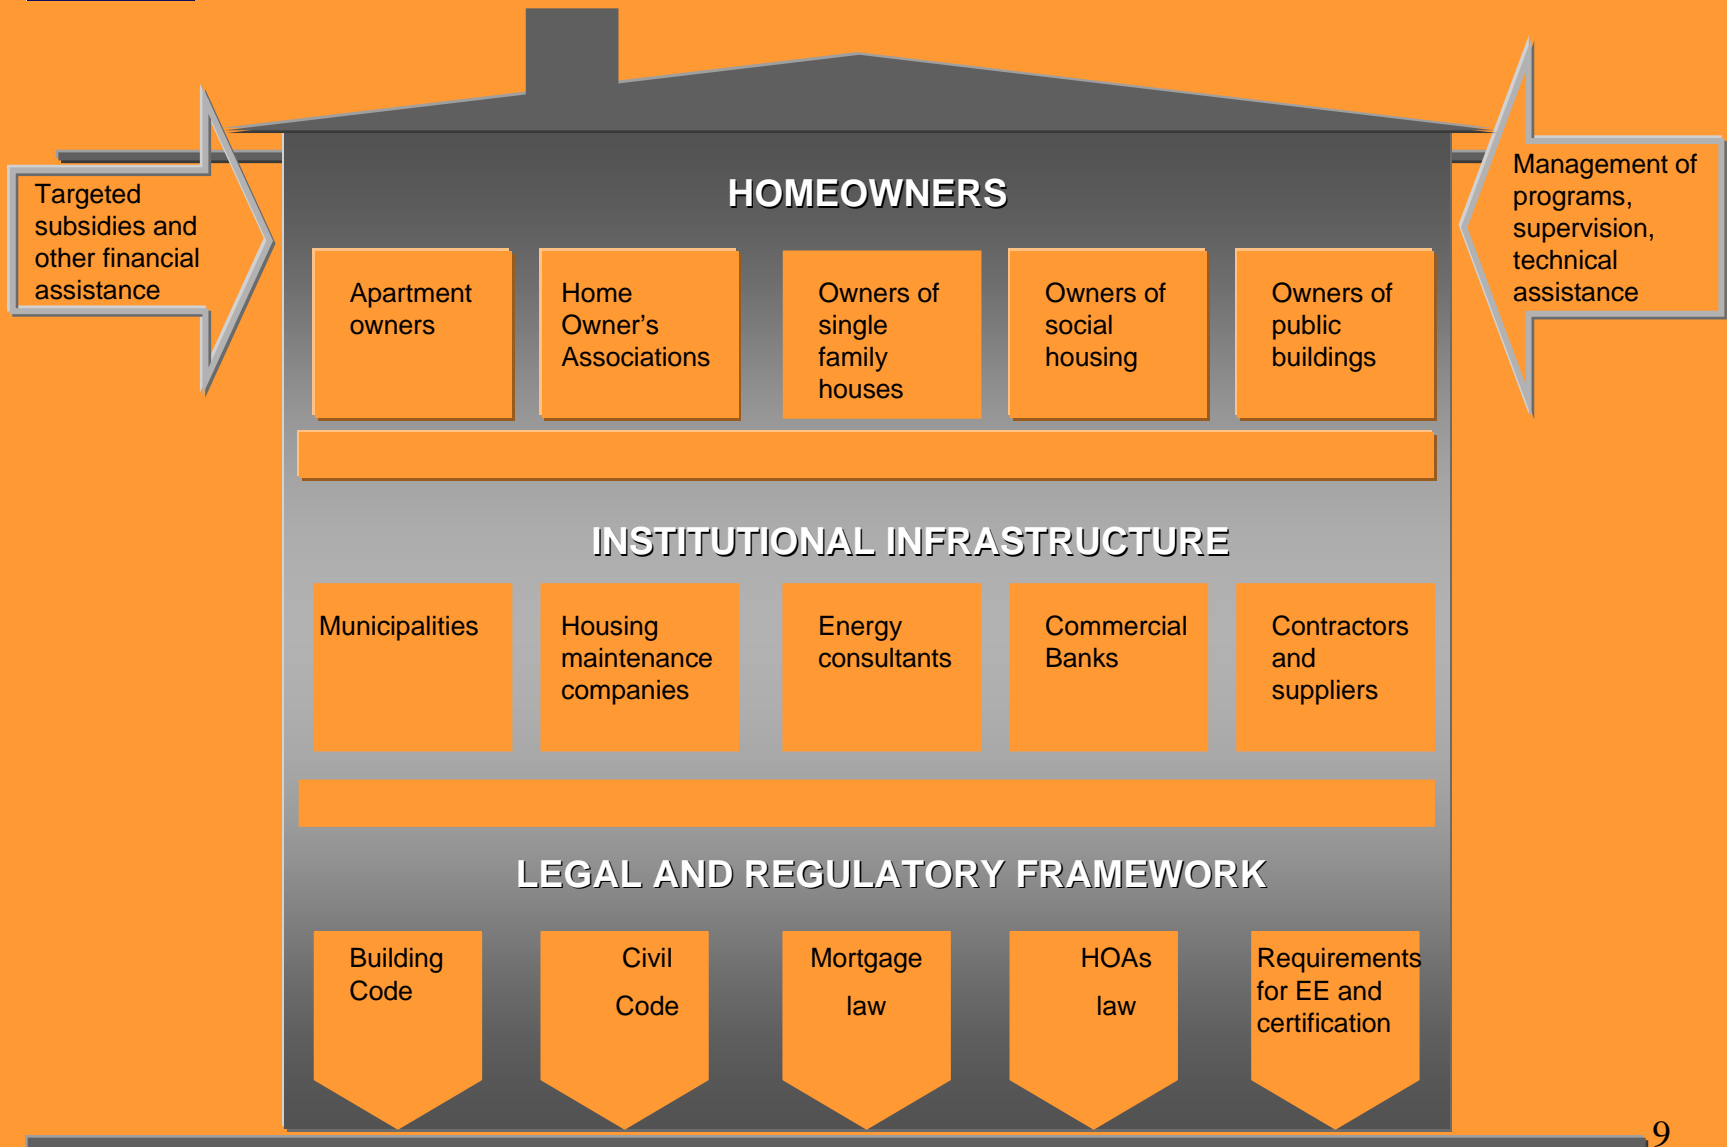 Targeted
subsidies and
other financial
assistance
Management of
programs,
supervision,
technical
assistance
HOMEOWNERS
Apartment
owners
Home
Owner’s
Associations
Owners of
single
family
houses
Owners of
social
housing
Owners of
public
buildings
INSTITUTIONAL INFRASTRUCTURE
Municipalities
Housing
maintenance
companies
Energy
consultants
Commercial
Banks
Contractors
and
suppliers
LEGAL AND REGULATORY FRAMEWORK
Building
Code
Civil
Code
Mortgage
law
HOAs
law
Requirements
for EE and
certification
9